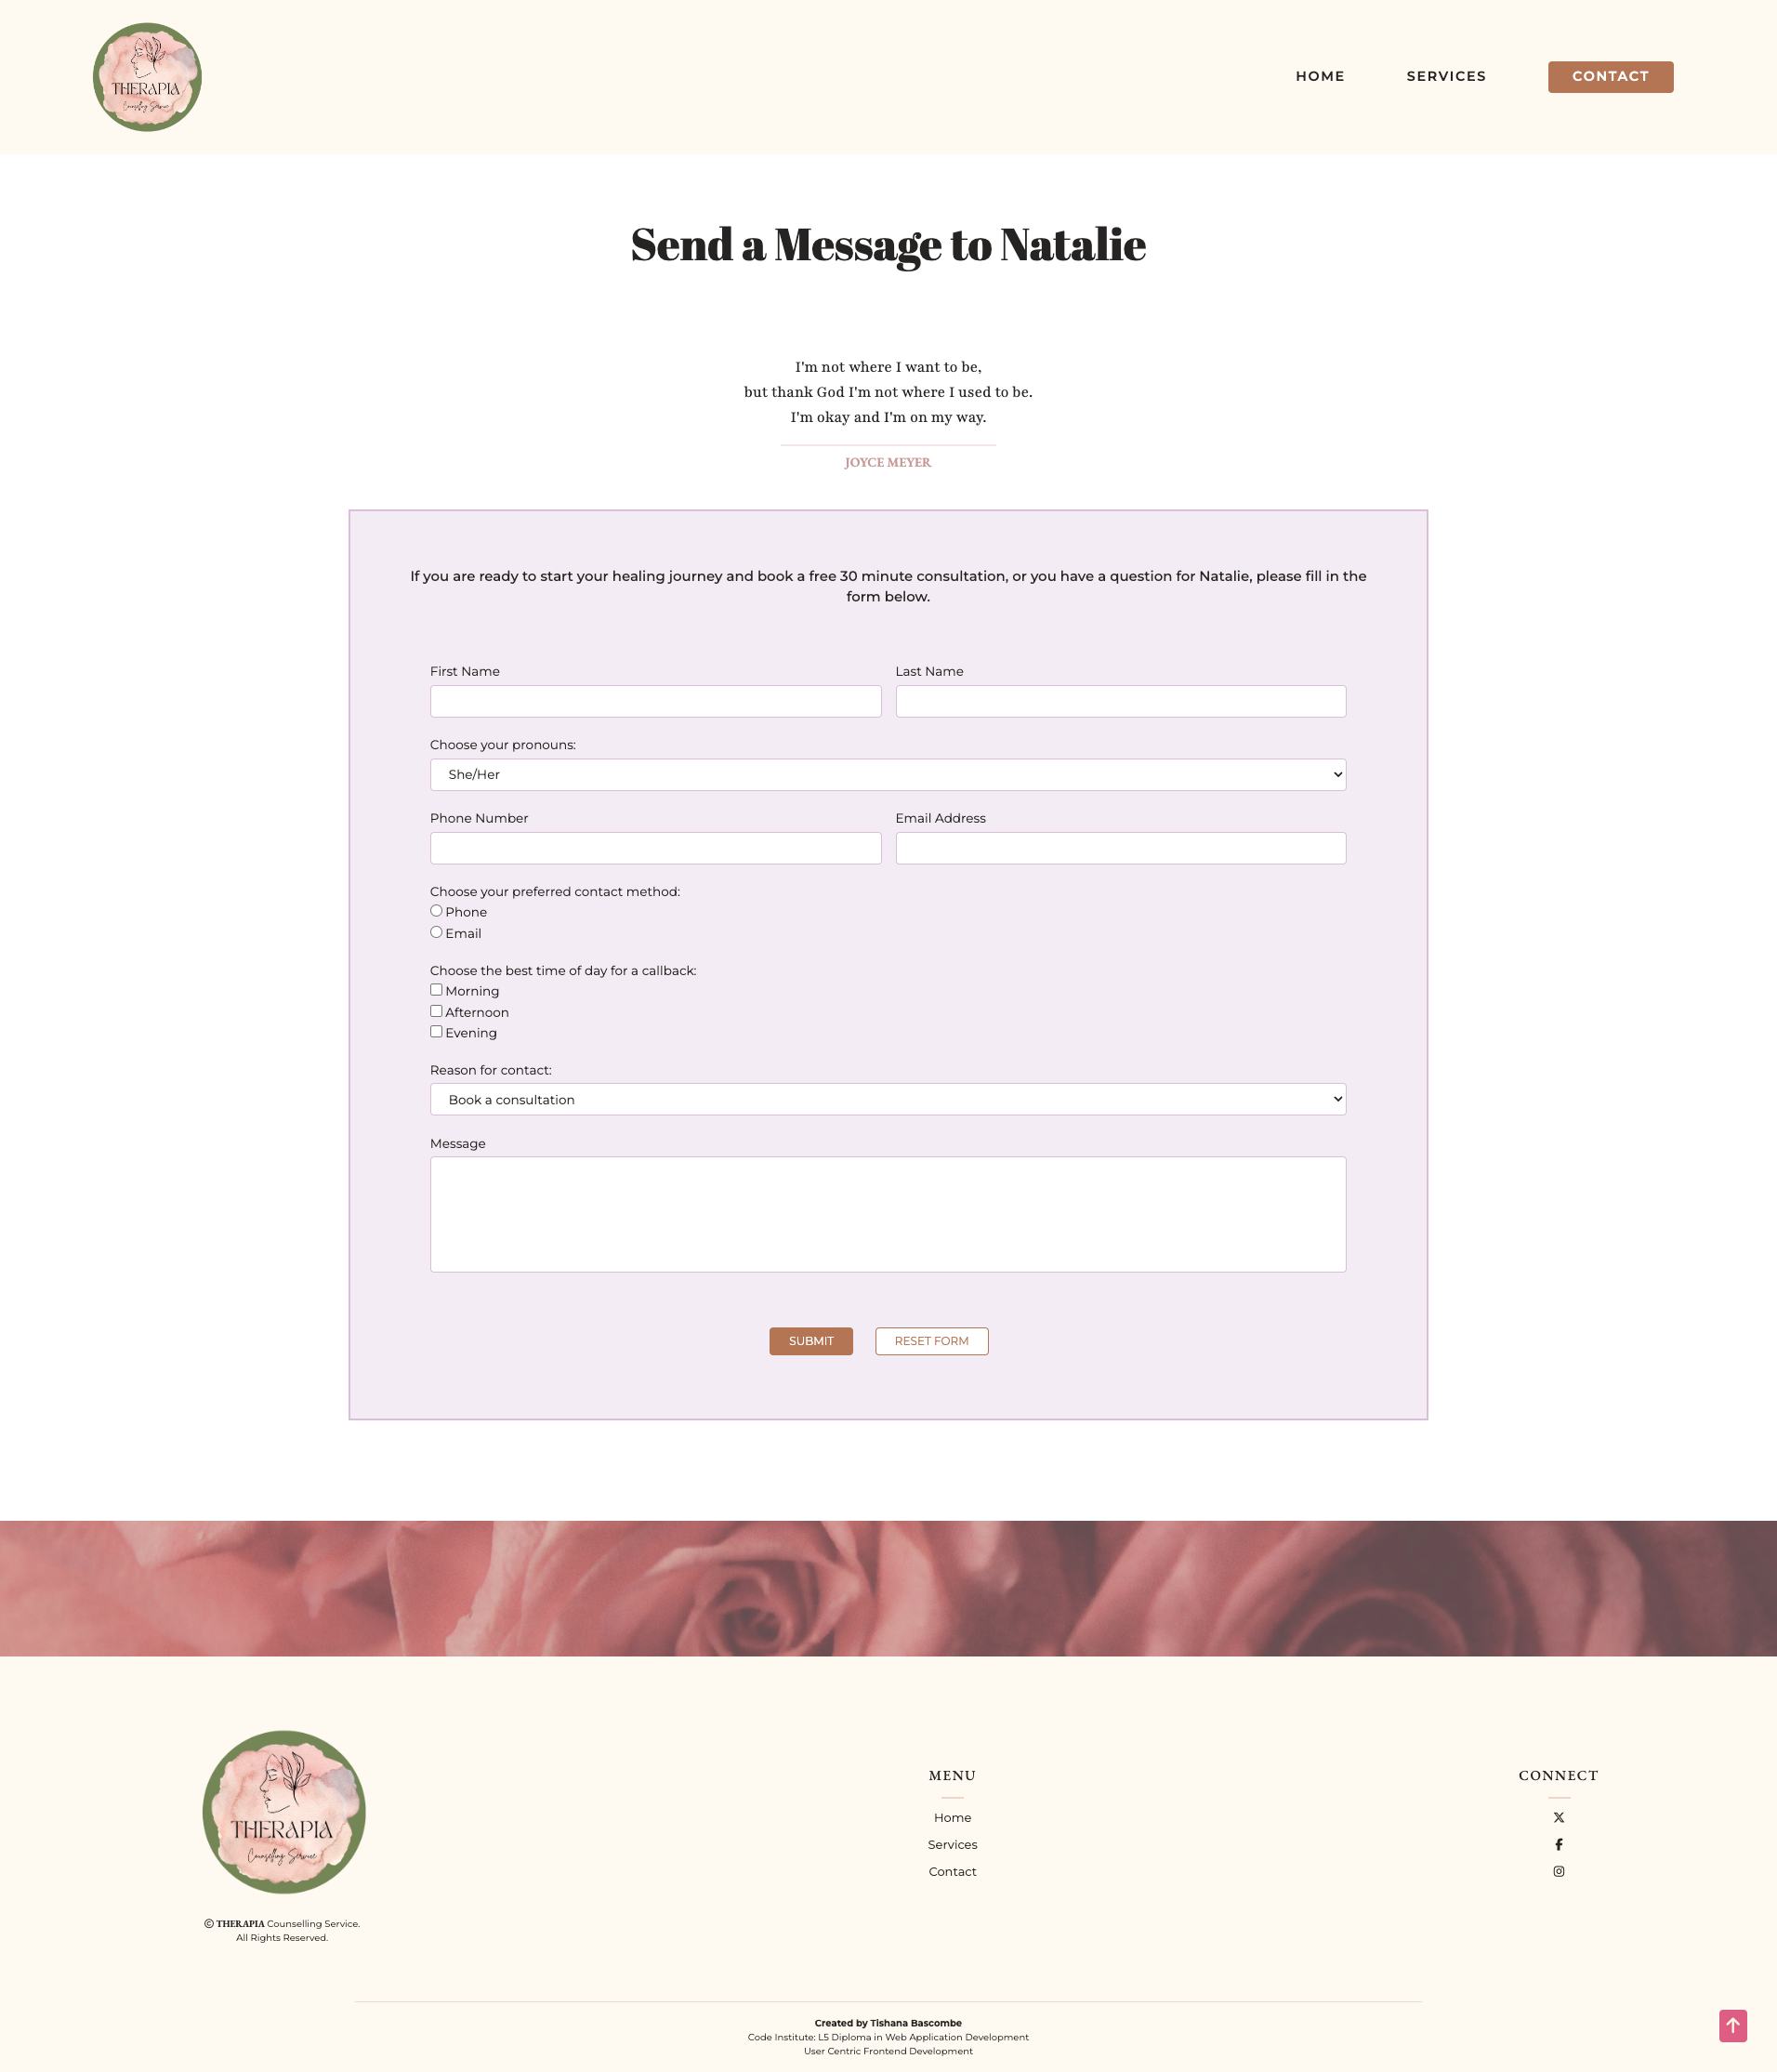 THERAPIA
Counselling Service
HOME
SERVICES
CONTACT
Send a Message to Natalie
I'm not where I want to be,
but thank God I'm not where I used to be.
I'm okay and I'm on my way.
JOYCE MEYER
If you are ready to start your healing journey and book a free 30 minute consultation, or you have a question for Natalie, please fill in the
form below.
First Name
Last Name
Choose your pronouns:
She/Her
Phone Number
Email Address
Choose your preferred contact method:
Phone
Email
Choose the best time of day for a callback:
Morning
Afternoon
Evening
Reason for contact:
Book a consultation
Message
SUBMIT
RESET FORM
THERAPIA
Counselling Service
© THERAPIA Counselling Service.
All Rights Reserved.
MENU
Home
Services
Contact
CONNECT
Created by Tishana Bascombe
Code Institute: L5 Diploma in Web Application Development
User Centric Frontend Development